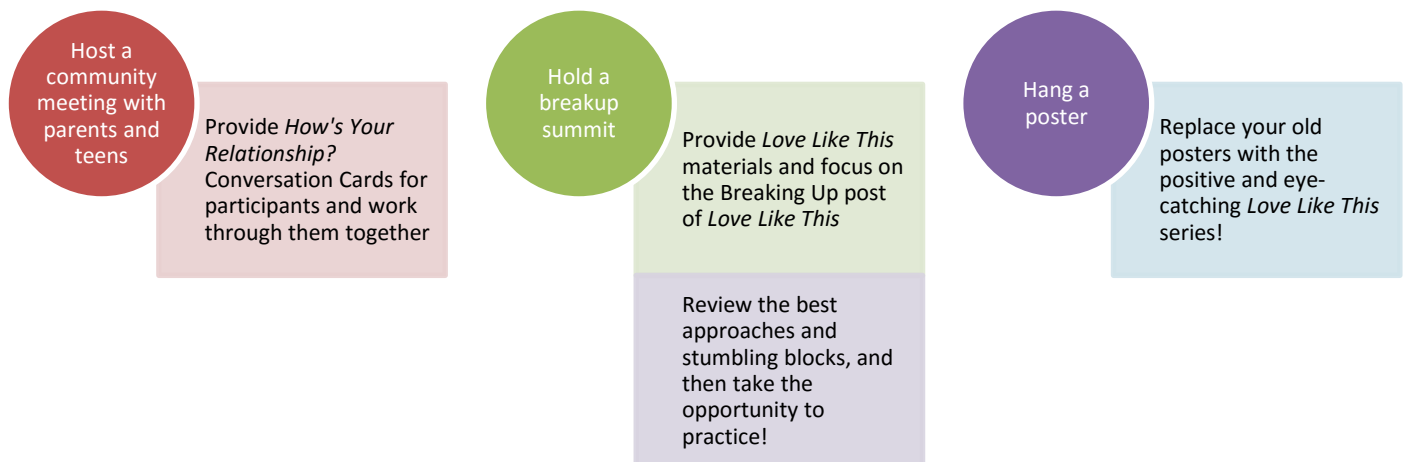 Host a
community
meeting with
parents and
teens
Provide How's Your
Relationship?
Conversation Cards for
participants and work
through them together
Hold a
breakup
summit
Provide Love Like This
materials and focus on
the Breaking Up post
of Love Like This
Review the best
approaches and
stumbling blocks, and
then take the
opportunity to
practice!
Hang a
poster
Replace your old
posters with the
positive and eye-
catching Love Like This
series!